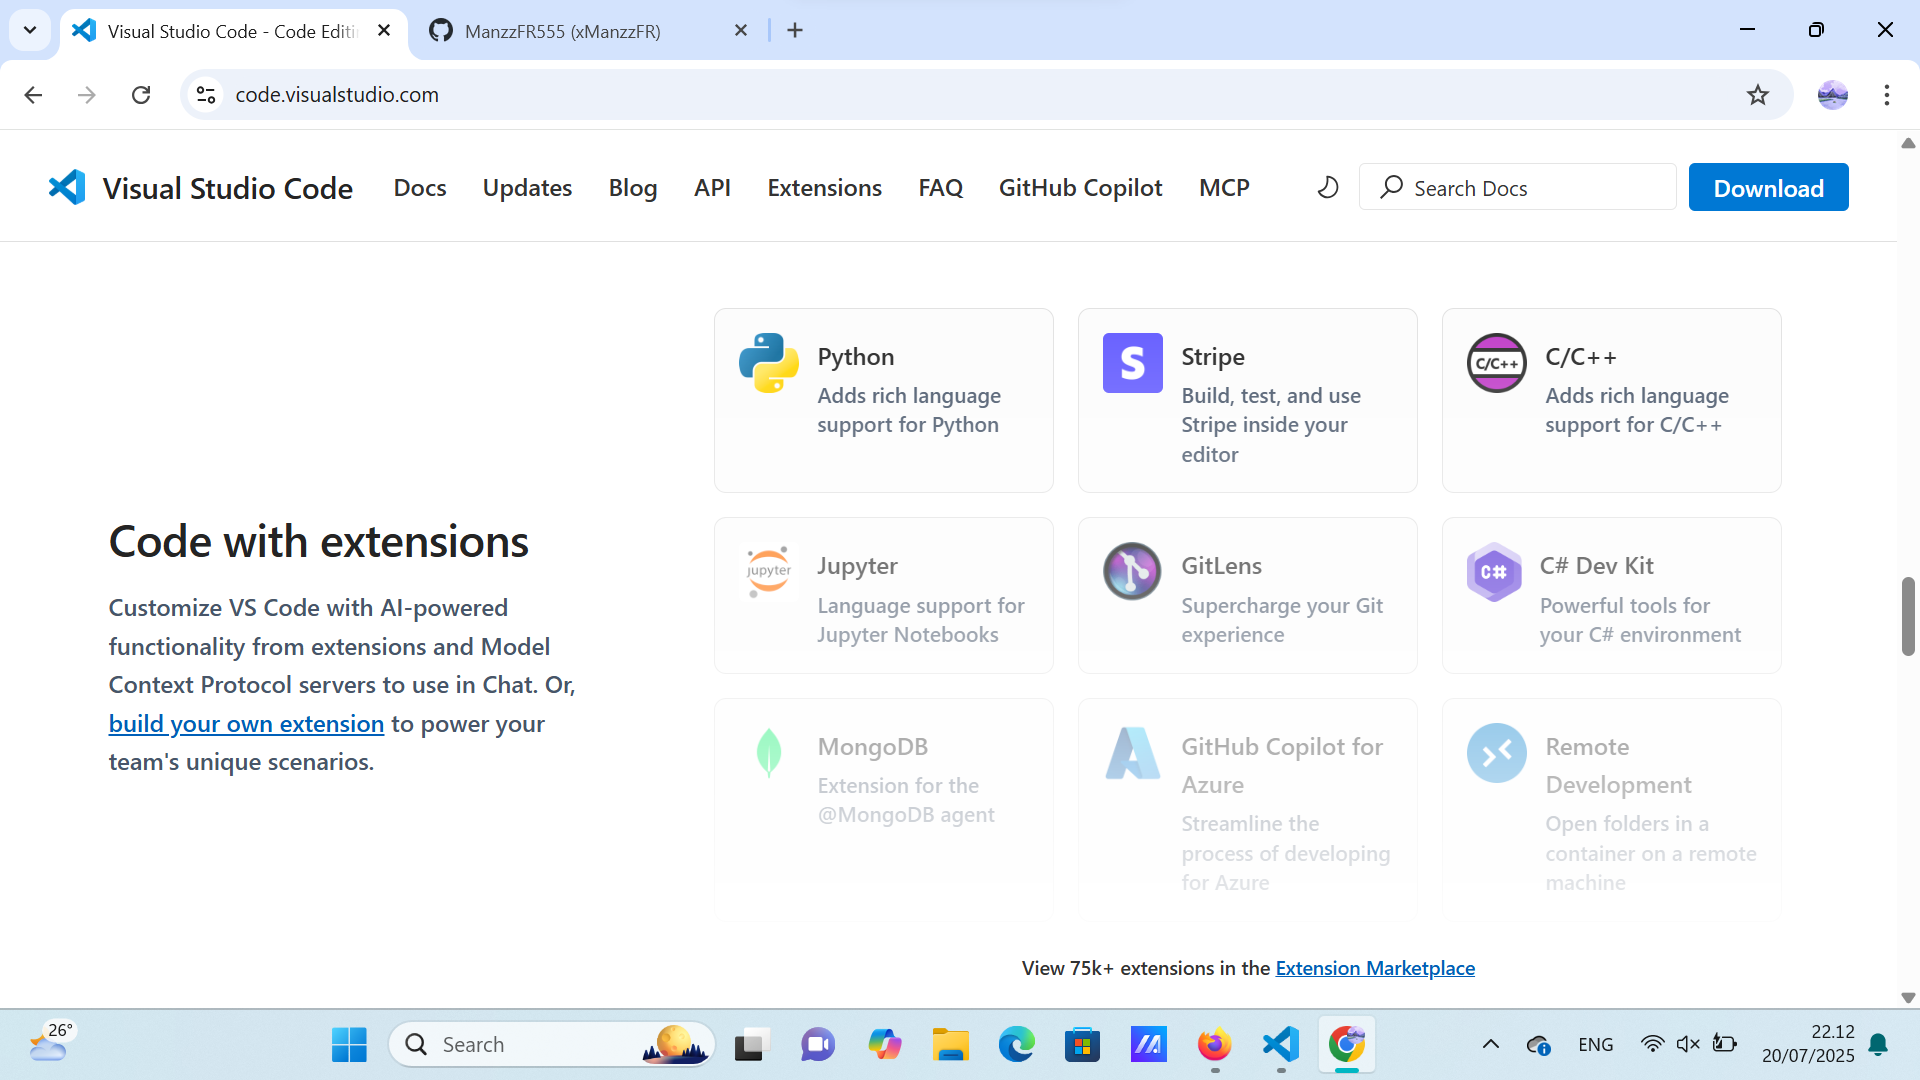 Visual Studio Code - Code Editi
ManzzFR555 (xManzzFR)
code.visualstudio.com
Visual Studio Code
Docs
Updates
Blog
API
Extensions
FAQ
GitHub Copilot
MCP
Search Docs
Download
Code with extensions
Customize VS Code with AI-powered
functionality from extensions and Model
Context Protocol servers to use in Chat. Or,
build your own extension to power your
team's unique scenarios.
Python
Adds rich language
support for Python
S
Stripe
Build, test, and use
Stripe inside your
editor
C/C++
C/C++
Adds rich language
support for C/C++
jupyter
Jupyter
Language support for
Jupyter Notebooks
GitLens
Supercharge your Git
experience
C#
C# Dev Kit
Powerful tools for
your C# environment
MongoDB
Extension for the
@MongoDB agent
GitHub Copilot for
Azure
Streamline the
process of developing
for Azure
Remote
Development
Open folders in a
container on a remote
machine
View 75k+ extensions in the Extension Marketplace
26°
Search
ENG
22.12
20/07/2025